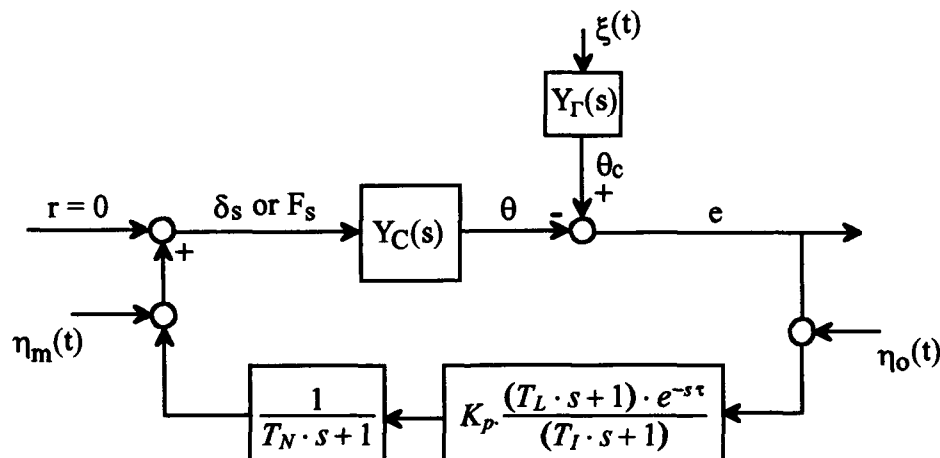 ξ(t)
Y_Γ(s)
θ_c
+
r = 0
δ_s or F_s
Y_C(s)
θ
-
e
+
η_m(t)
η_o(t)
1 / (T_N · s + 1)
K_p · (T_L · s + 1) · e^{-sτ} / (T_I · s + 1)